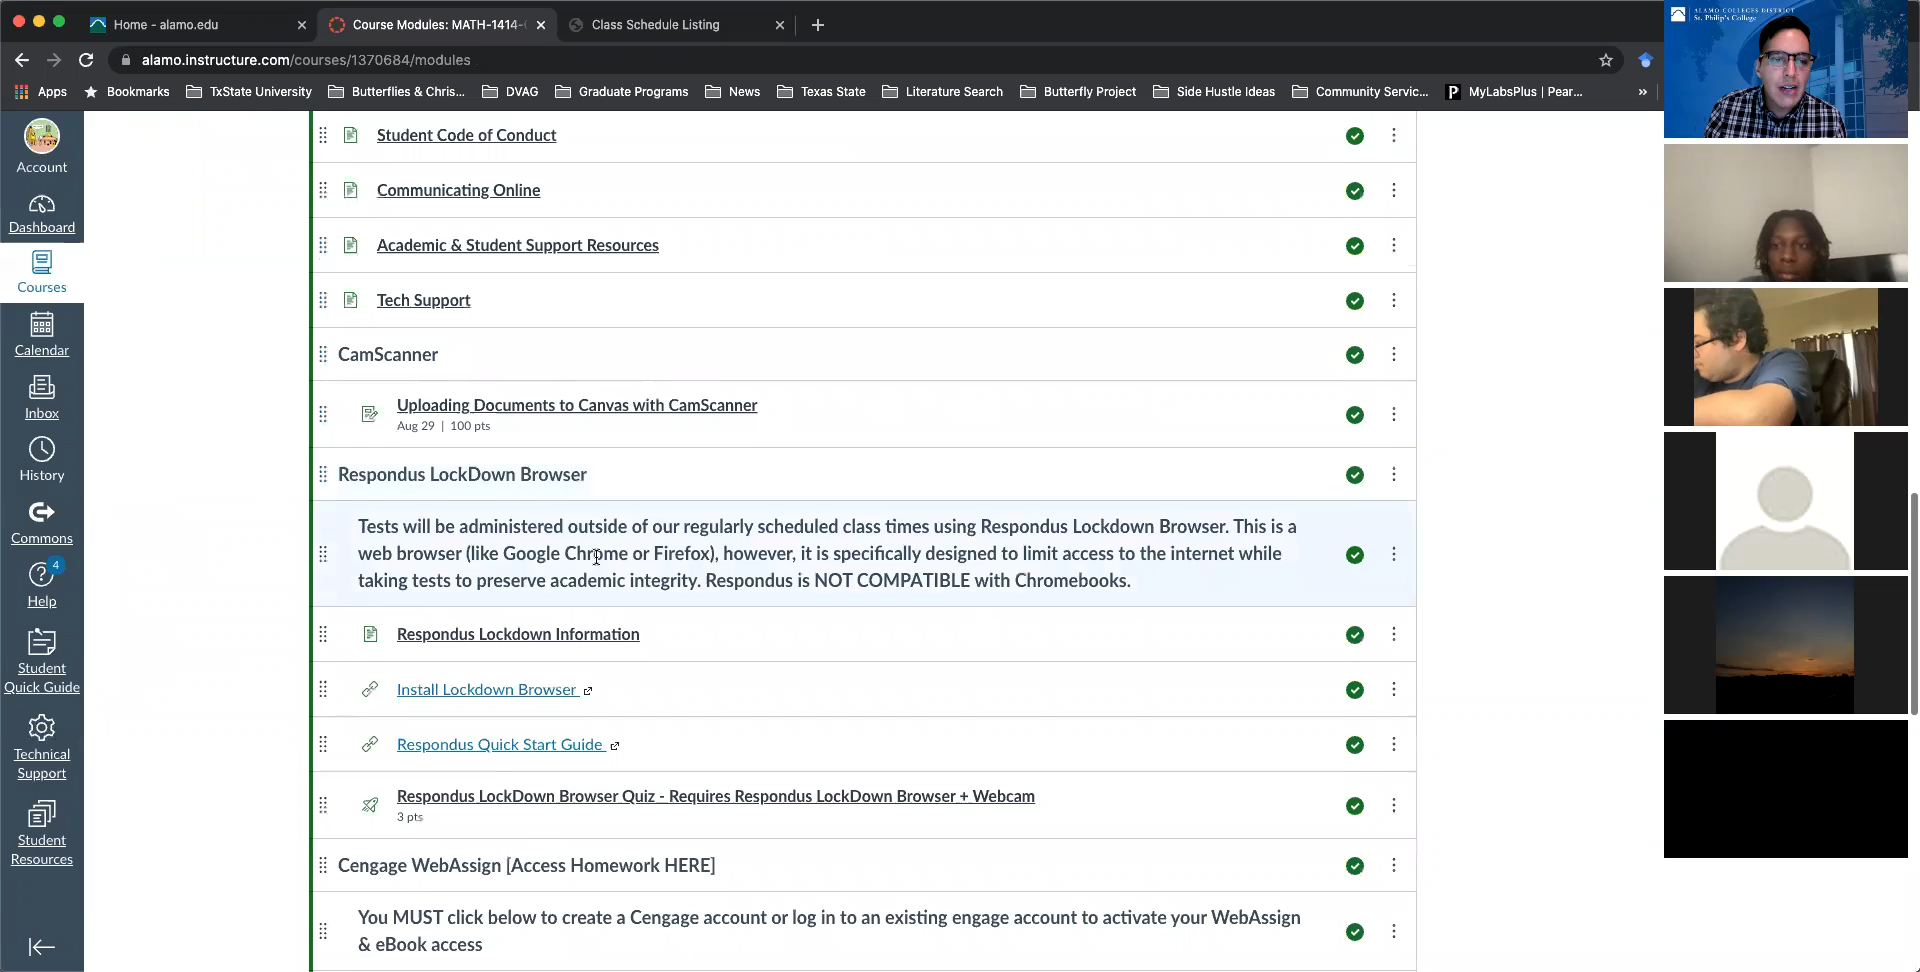 Home - alamo.edu
Course Modules: MATH-1414-
Class Schedule Listing
alamo.instructure.com/courses/1370684/modules
Apps
Bookmarks
TxState University
Butterflies & Chris...
DVAG
Graduate Programs
News
Texas State
Literature Search
Butterfly Project
Side Hustle Ideas
Community Servic...
MyLabsPlus | Pear...
»
ALAMO COLLEGES DISTRICT
St. Philip's College
Account
Dashboard
Courses
Calendar
Inbox
History
Commons
4
Help
Student
Quick Guide
Technical
Support
Student
Resources
Student Code of Conduct
Communicating Online
Academic & Student Support Resources
Tech Support
CamScanner
Uploading Documents to Canvas with CamScanner
Aug 29 | 100 pts
Respondus LockDown Browser
Tests will be administered outside of our regularly scheduled class times using Respondus Lockdown Browser. This is a
web browser (like Google Chrome or Firefox), however, it is specifically designed to limit access to the internet while
taking tests to preserve academic integrity. Respondus is NOT COMPATIBLE with Chromebooks.
Respondus Lockdown Information
Install Lockdown Browser
Respondus Quick Start Guide
Respondus LockDown Browser Quiz - Requires Respondus LockDown Browser + Webcam
3 pts
Cengage WebAssign [Access Homework HERE]
You MUST click below to create a Cengage account or log in to an existing engage account to activate your WebAssign
& eBook access